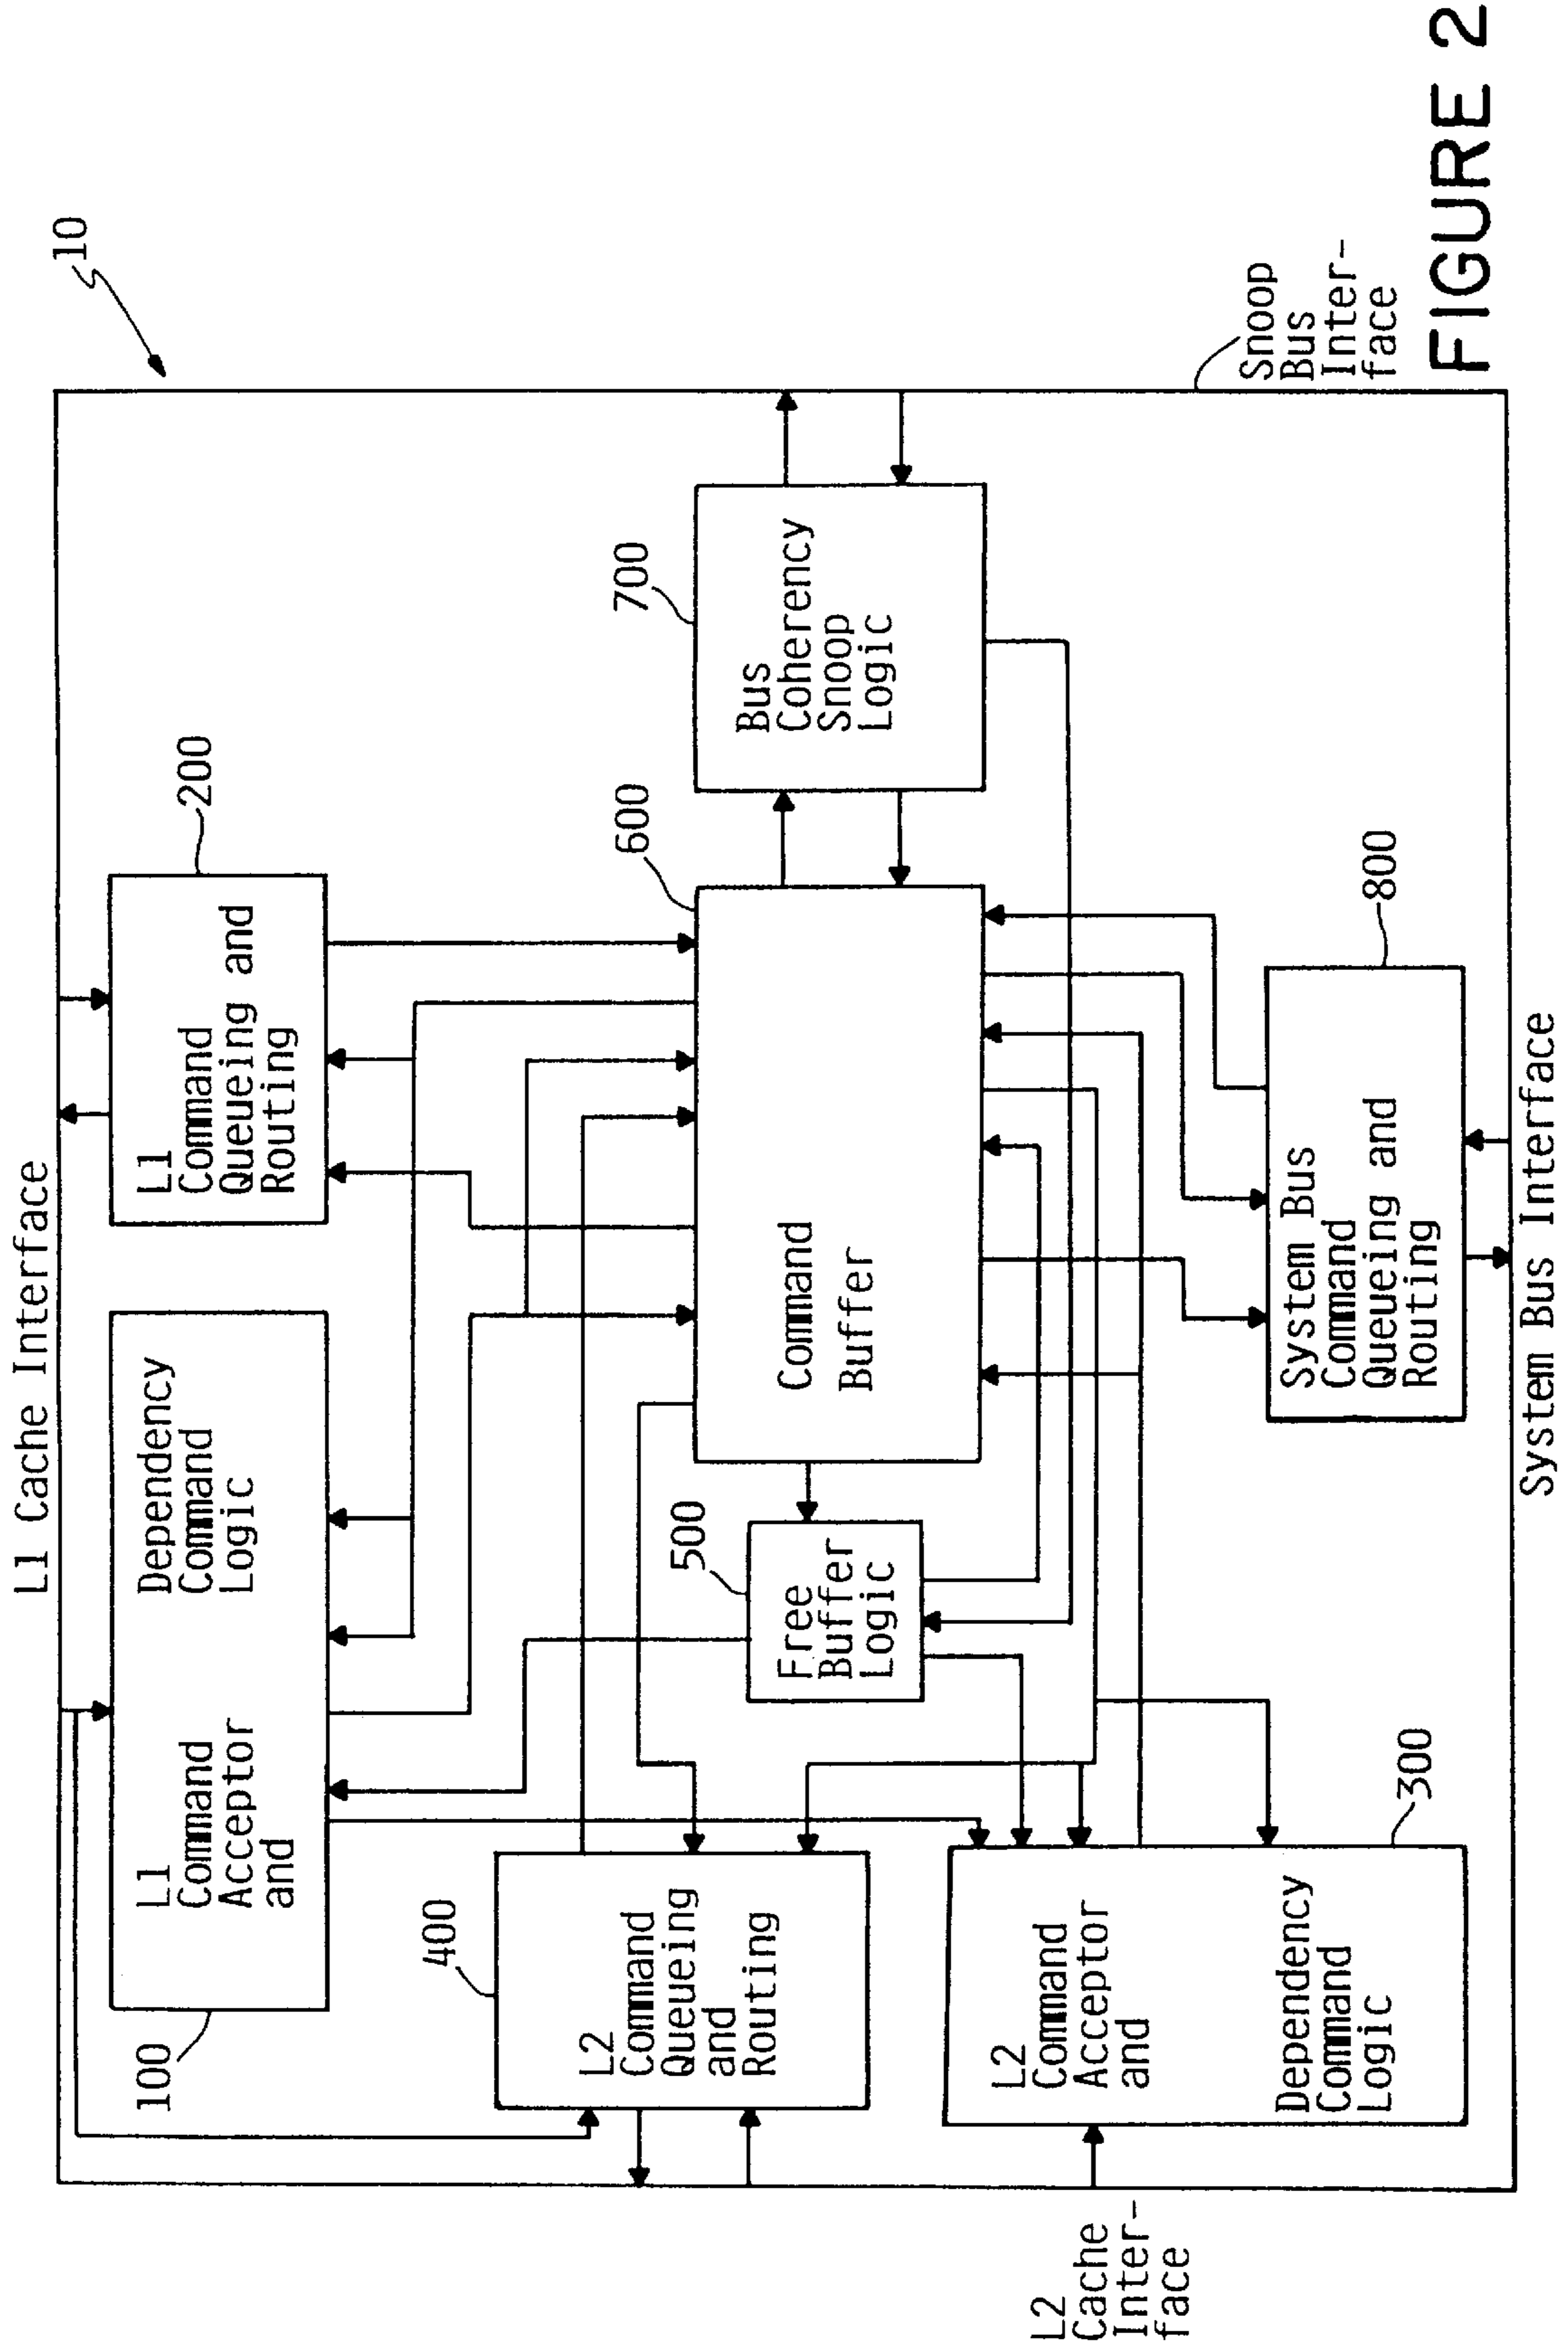 10
L1 Cache Interface
100
L1
Command
Acceptor
and
Dependency
Command
Logic
200
L1
Command
Queueing and
Routing
400
L2
Command
Queueing
and
Routing
500
Free
Buffer
Logic
600
Command
Buffer
700
Bus
Coherency
Snoop
Logic
L2
Cache
Inter-
face
300
L2
Command
Acceptor
and
Dependency
Command
Logic
800
System Bus
Command
Queueing and
Routing
Snoop
Bus
Inter-
face
System Bus Interface
FIGURE 2